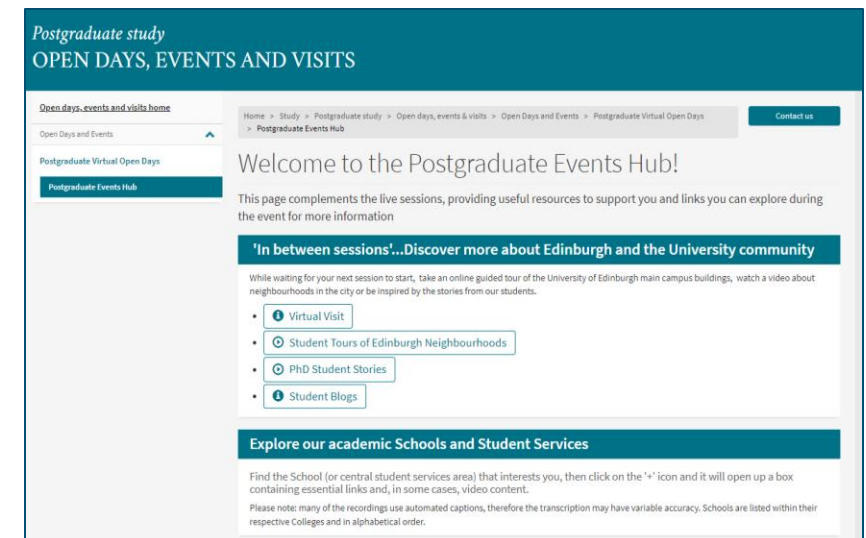 Postgraduate study
OPEN DAYS, EVENTS AND VISITS
Open days, events and visits home
Open Days and Events
Postgraduate Virtual Open Days
Postgraduate Events Hub
Home > Study > Postgraduate study > Open days, events & visits > Open Days and Events > Postgraduate Virtual Open Days
> Postgraduate Events Hub
Contact us
Welcome to the Postgraduate Events Hub!
This page complements the live sessions, providing useful resources to support you and links you can explore during
the event for more information
'In between sessions'...Discover more about Edinburgh and the University community
While waiting for your next session to start, take an online guided tour of the University of Edinburgh main campus buildings, watch a video about
neighbourhoods in the city or be inspired by the stories from our students.
• Virtual Visit
• Student Tours of Edinburgh Neighbourhoods
• PhD Student Stories
• Student Blogs
Explore our academic Schools and Student Services
Find the School (or central student services area) that interests you, then click on the '+' icon and it will open up a box
containing essential links and, in some cases, video content.
Please note: many of the recordings use automated captions, therefore the transcription may have variable accuracy. Schools are listed within their
respective Colleges and in alphabetical order.